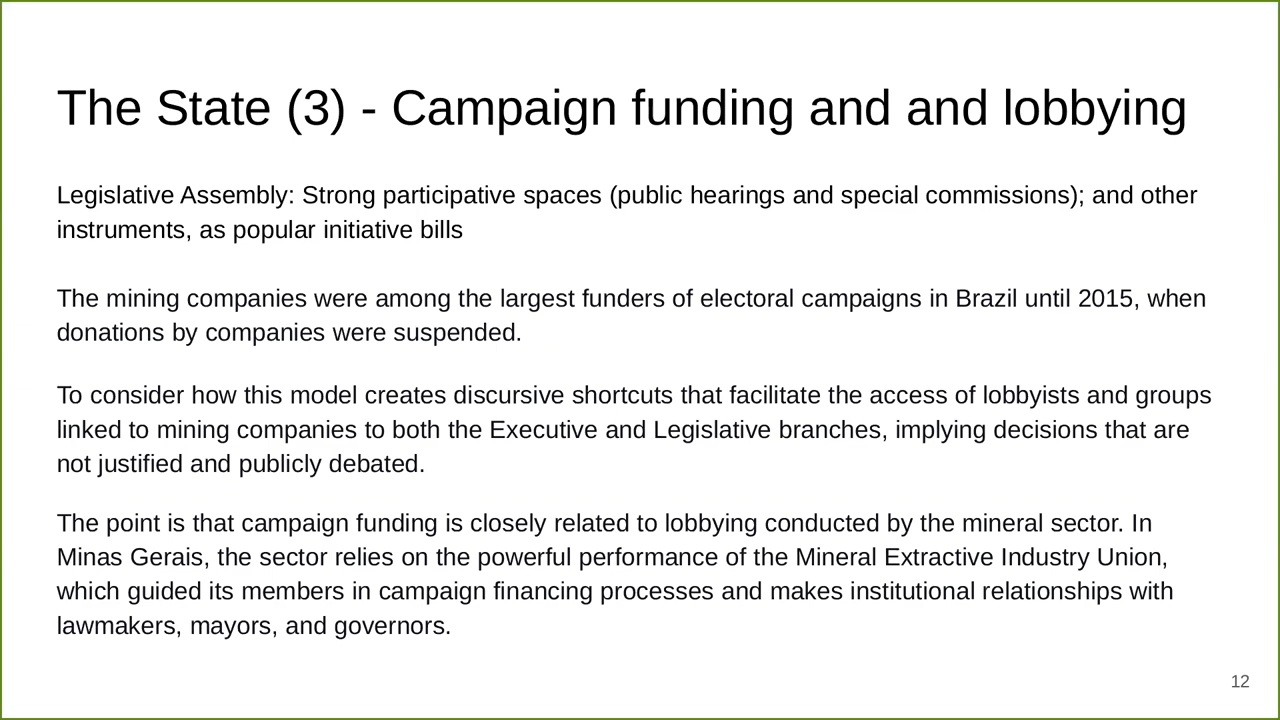 The State (3) - Campaign funding and and lobbying
Legislative Assembly: Strong participative spaces (public hearings and special commissions); and other
instruments, as popular initiative bills
The mining companies were among the largest funders of electoral campaigns in Brazil until 2015, when
donations by companies were suspended.
To consider how this model creates discursive shortcuts that facilitate the access of lobbyists and groups
linked to mining companies to both the Executive and Legislative branches, implying decisions that are
not justified and publicly debated.
The point is that campaign funding is closely related to lobbying conducted by the mineral sector. In
Minas Gerais, the sector relies on the powerful performance of the Mineral Extractive Industry Union,
which guided its members in campaign financing processes and makes institutional relationships with
lawmakers, mayors, and governors.
12